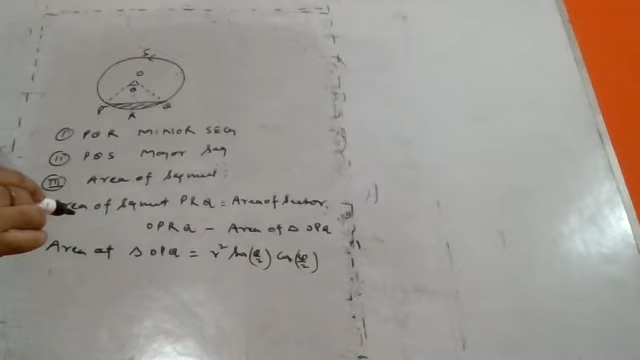 S
O
θ
P Q
R
(I) PQR MINOR SEG
(II) PQS Major Seg
(III) Area of Segment:
Area of Segment PRQ = Area of Sector.
OPRQ - Area of Δ OPQ
Area of Δ OPQ = r² Sin(θ/2) Cos(θ/2)